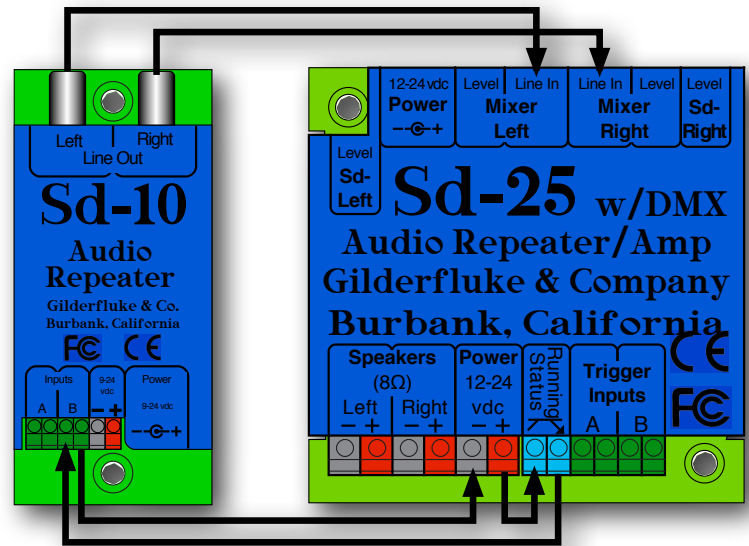 Left Right
Line Out
Sd-10
Audio
Repeater
Gilderfluke & Co.
Burbank, California
FC CE
Inputs
A B
9-24
vdc
− +
Power
9-24 vdc
− +
12-24 vdc
Power
− +
Level Line In
Mixer
Left
Line In Level
Mixer
Right
Level
Sd-
Right
Level
Sd-
Left
Sd-25 w/DMX
Audio Repeater/Amp
Gilderfluke & Company
Burbank, California
CE
FC
Speakers
(8Ω)
Left Right
− + − +
Power
12-24
vdc
− +
Running
Status
Trigger
Inputs
A B